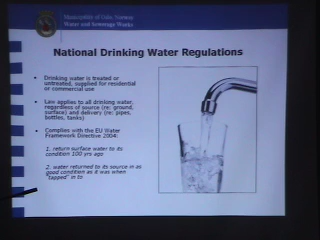 Municipality of Oslo, Norway
Water and Sewerage Works
National Drinking Water Regulations
• Drinking water is treated or
untreated, supplied for residential
or commercial use
• Law applies to all drinking water,
regardless of source (re: ground,
surface) and delivery (re: pipes,
bottles, tanks)
• Complies with the EU Water
Framework Directive 2004:
1. return surface water to its
condition 100 yrs ago
2. water returned to its source in as
good condition as it was when
"tapped" in to